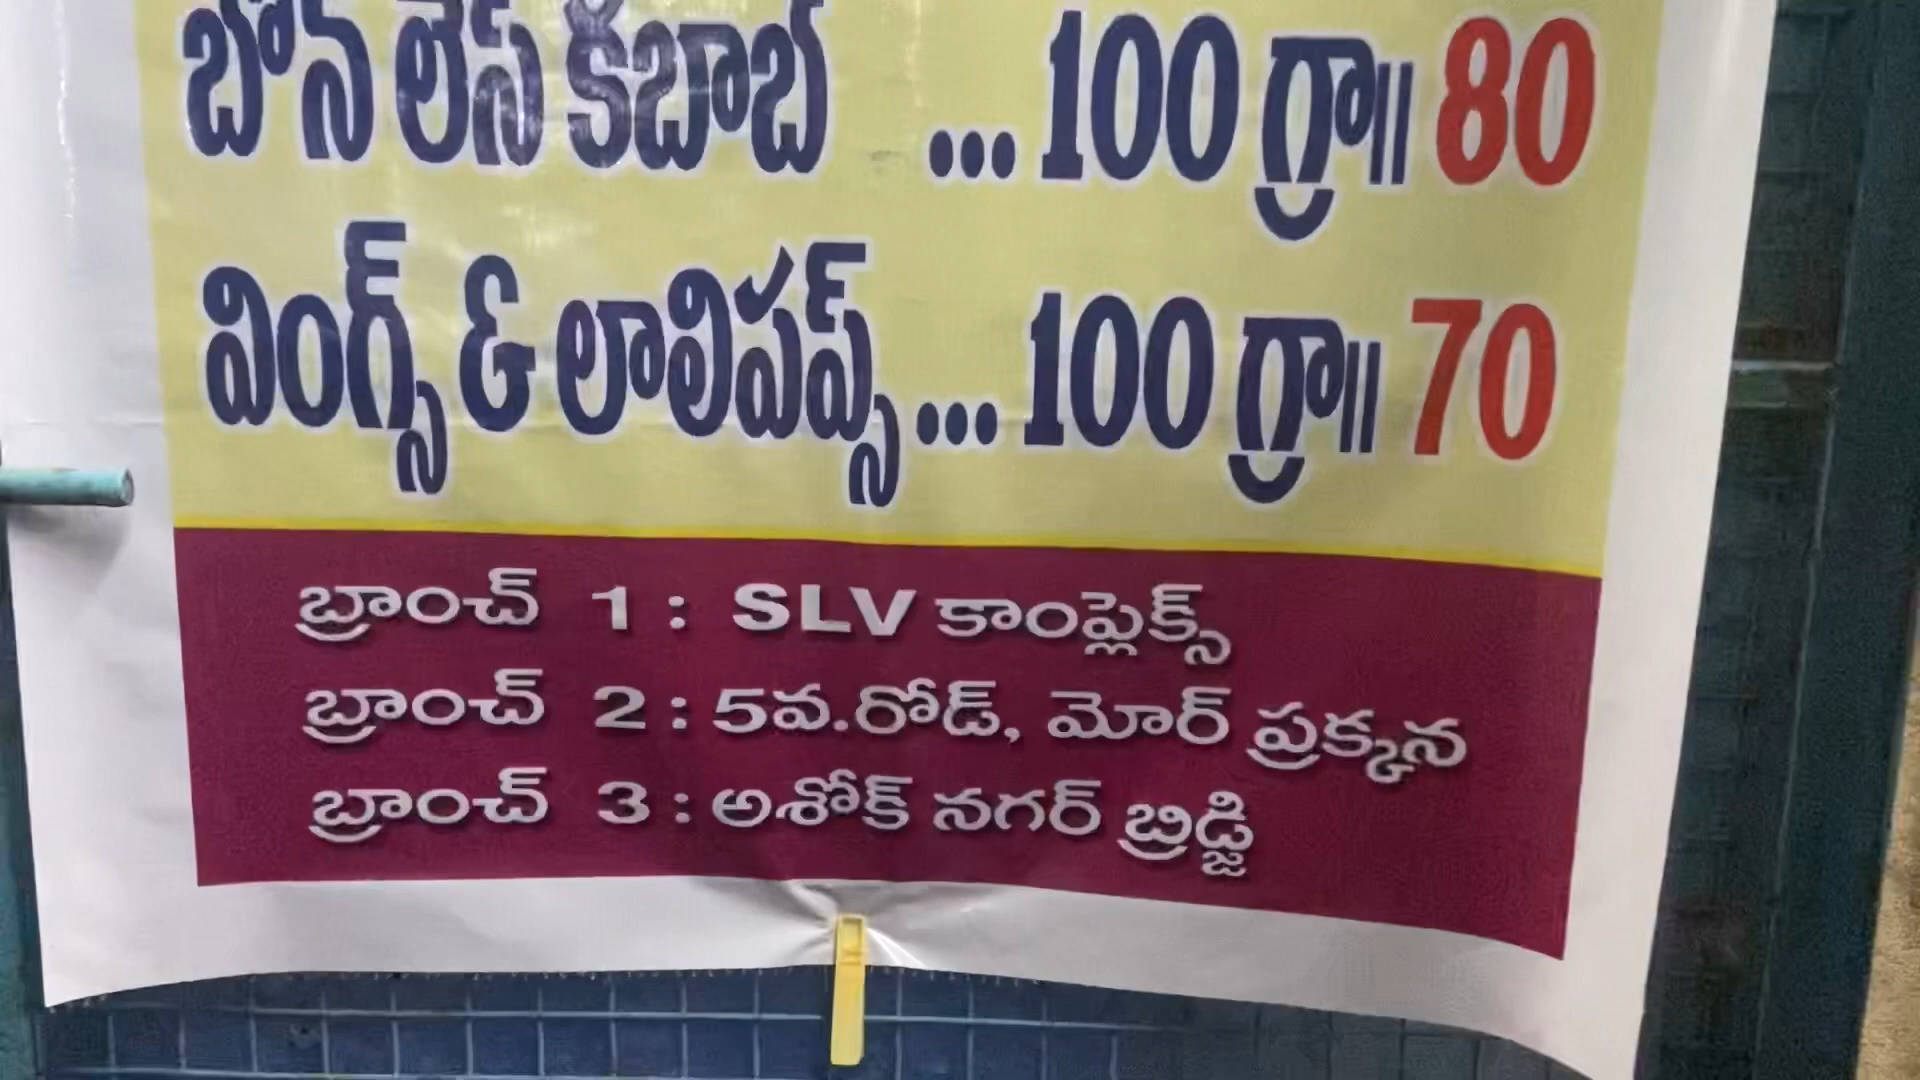 బోన్ లెస్ కబాబ్ ... 100 గ్రా॥ 80
వింగ్స్ & లాలిపప్స్ ... 100 గ్రా॥ 70
బ్రాంచ్ 1 : SLV కాంప్లెక్స్
బ్రాంచ్ 2 : 5వ.రోడ్, మోర్ ప్రక్కన
బ్రాంచ్ 3 : అశోక్ నగర్ బ్రిడ్జి